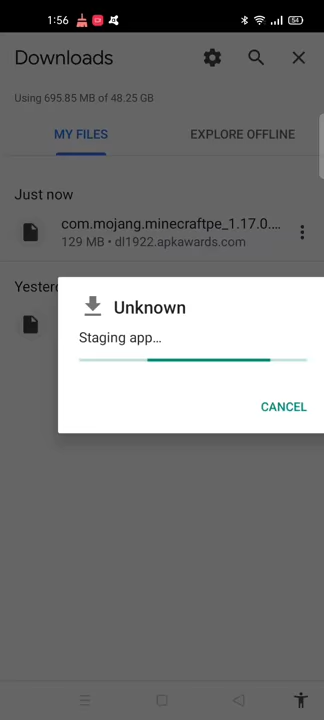 1:56
54
Downloads
Using 695.85 MB of 48.25 GB
MY FILES EXPLORE OFFLINE
Just now
com.mojang.minecraftpe_1.17.0....
129 MB • dl1922.apkawards.com
Unknown
Staging app…
CANCEL